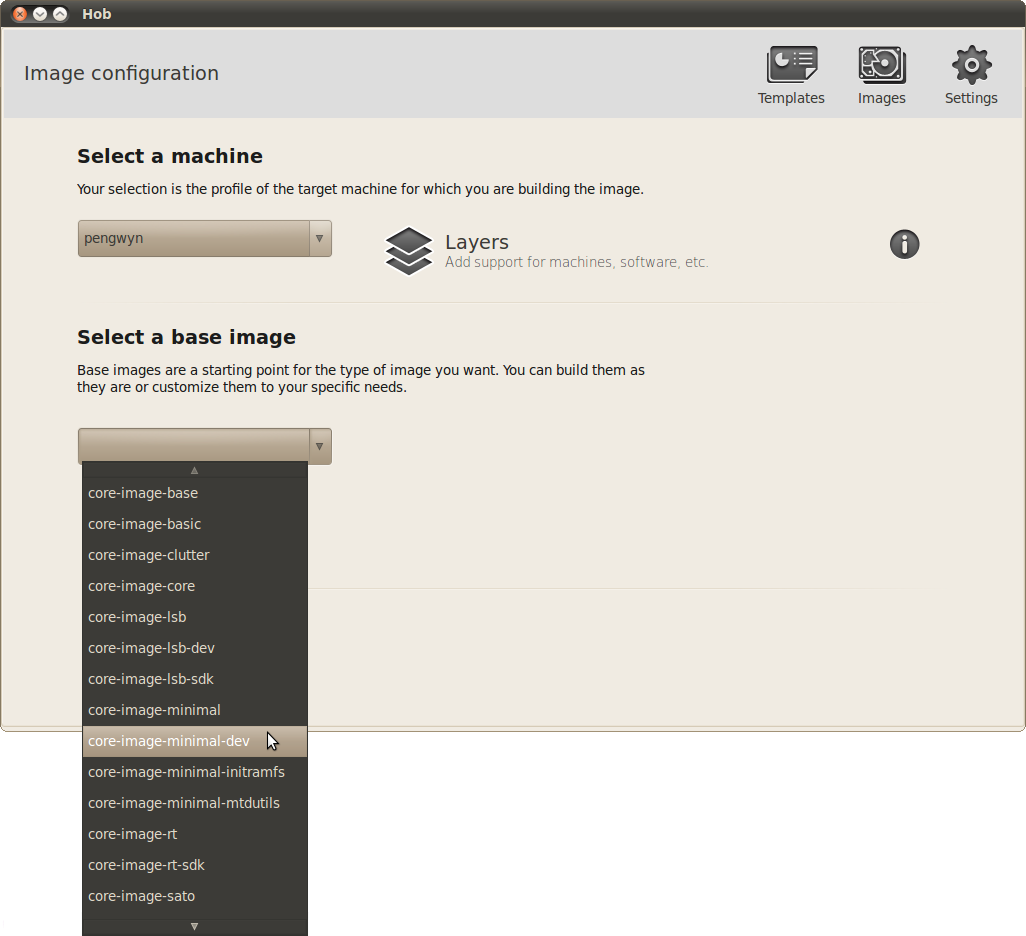 Hob
Image configuration
Templates
Images
Settings
Select a machine
Your selection is the profile of the target machine for which you are building the image.
pengwyn
Layers
Add support for machines, software, etc.
Select a base image
Base images are a starting point for the type of image you want. You can build them as
they are or customize them to your specific needs.
core-image-base
core-image-basic
core-image-clutter
core-image-core
core-image-lsb
core-image-lsb-dev
core-image-lsb-sdk
core-image-minimal
core-image-minimal-dev
core-image-minimal-initramfs
core-image-minimal-mtdutils
core-image-rt
core-image-rt-sdk
core-image-sato